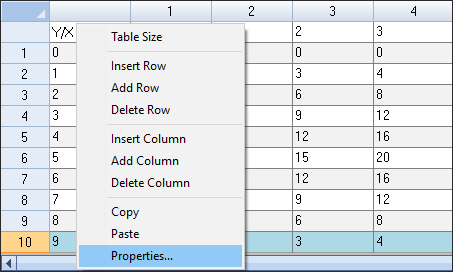 1 2 3 4
Y/X 2 3
1 0 0 0
2 1 3 4
3 2 6 8
4 3 9 12
5 4 12 16
6 5 15 20
7 6 12 16
8 7 9 12
9 8 6 8
10 9 3 4
Table Size
Insert Row
Add Row
Delete Row
Insert Column
Add Column
Delete Column
Copy
Paste
Properties...